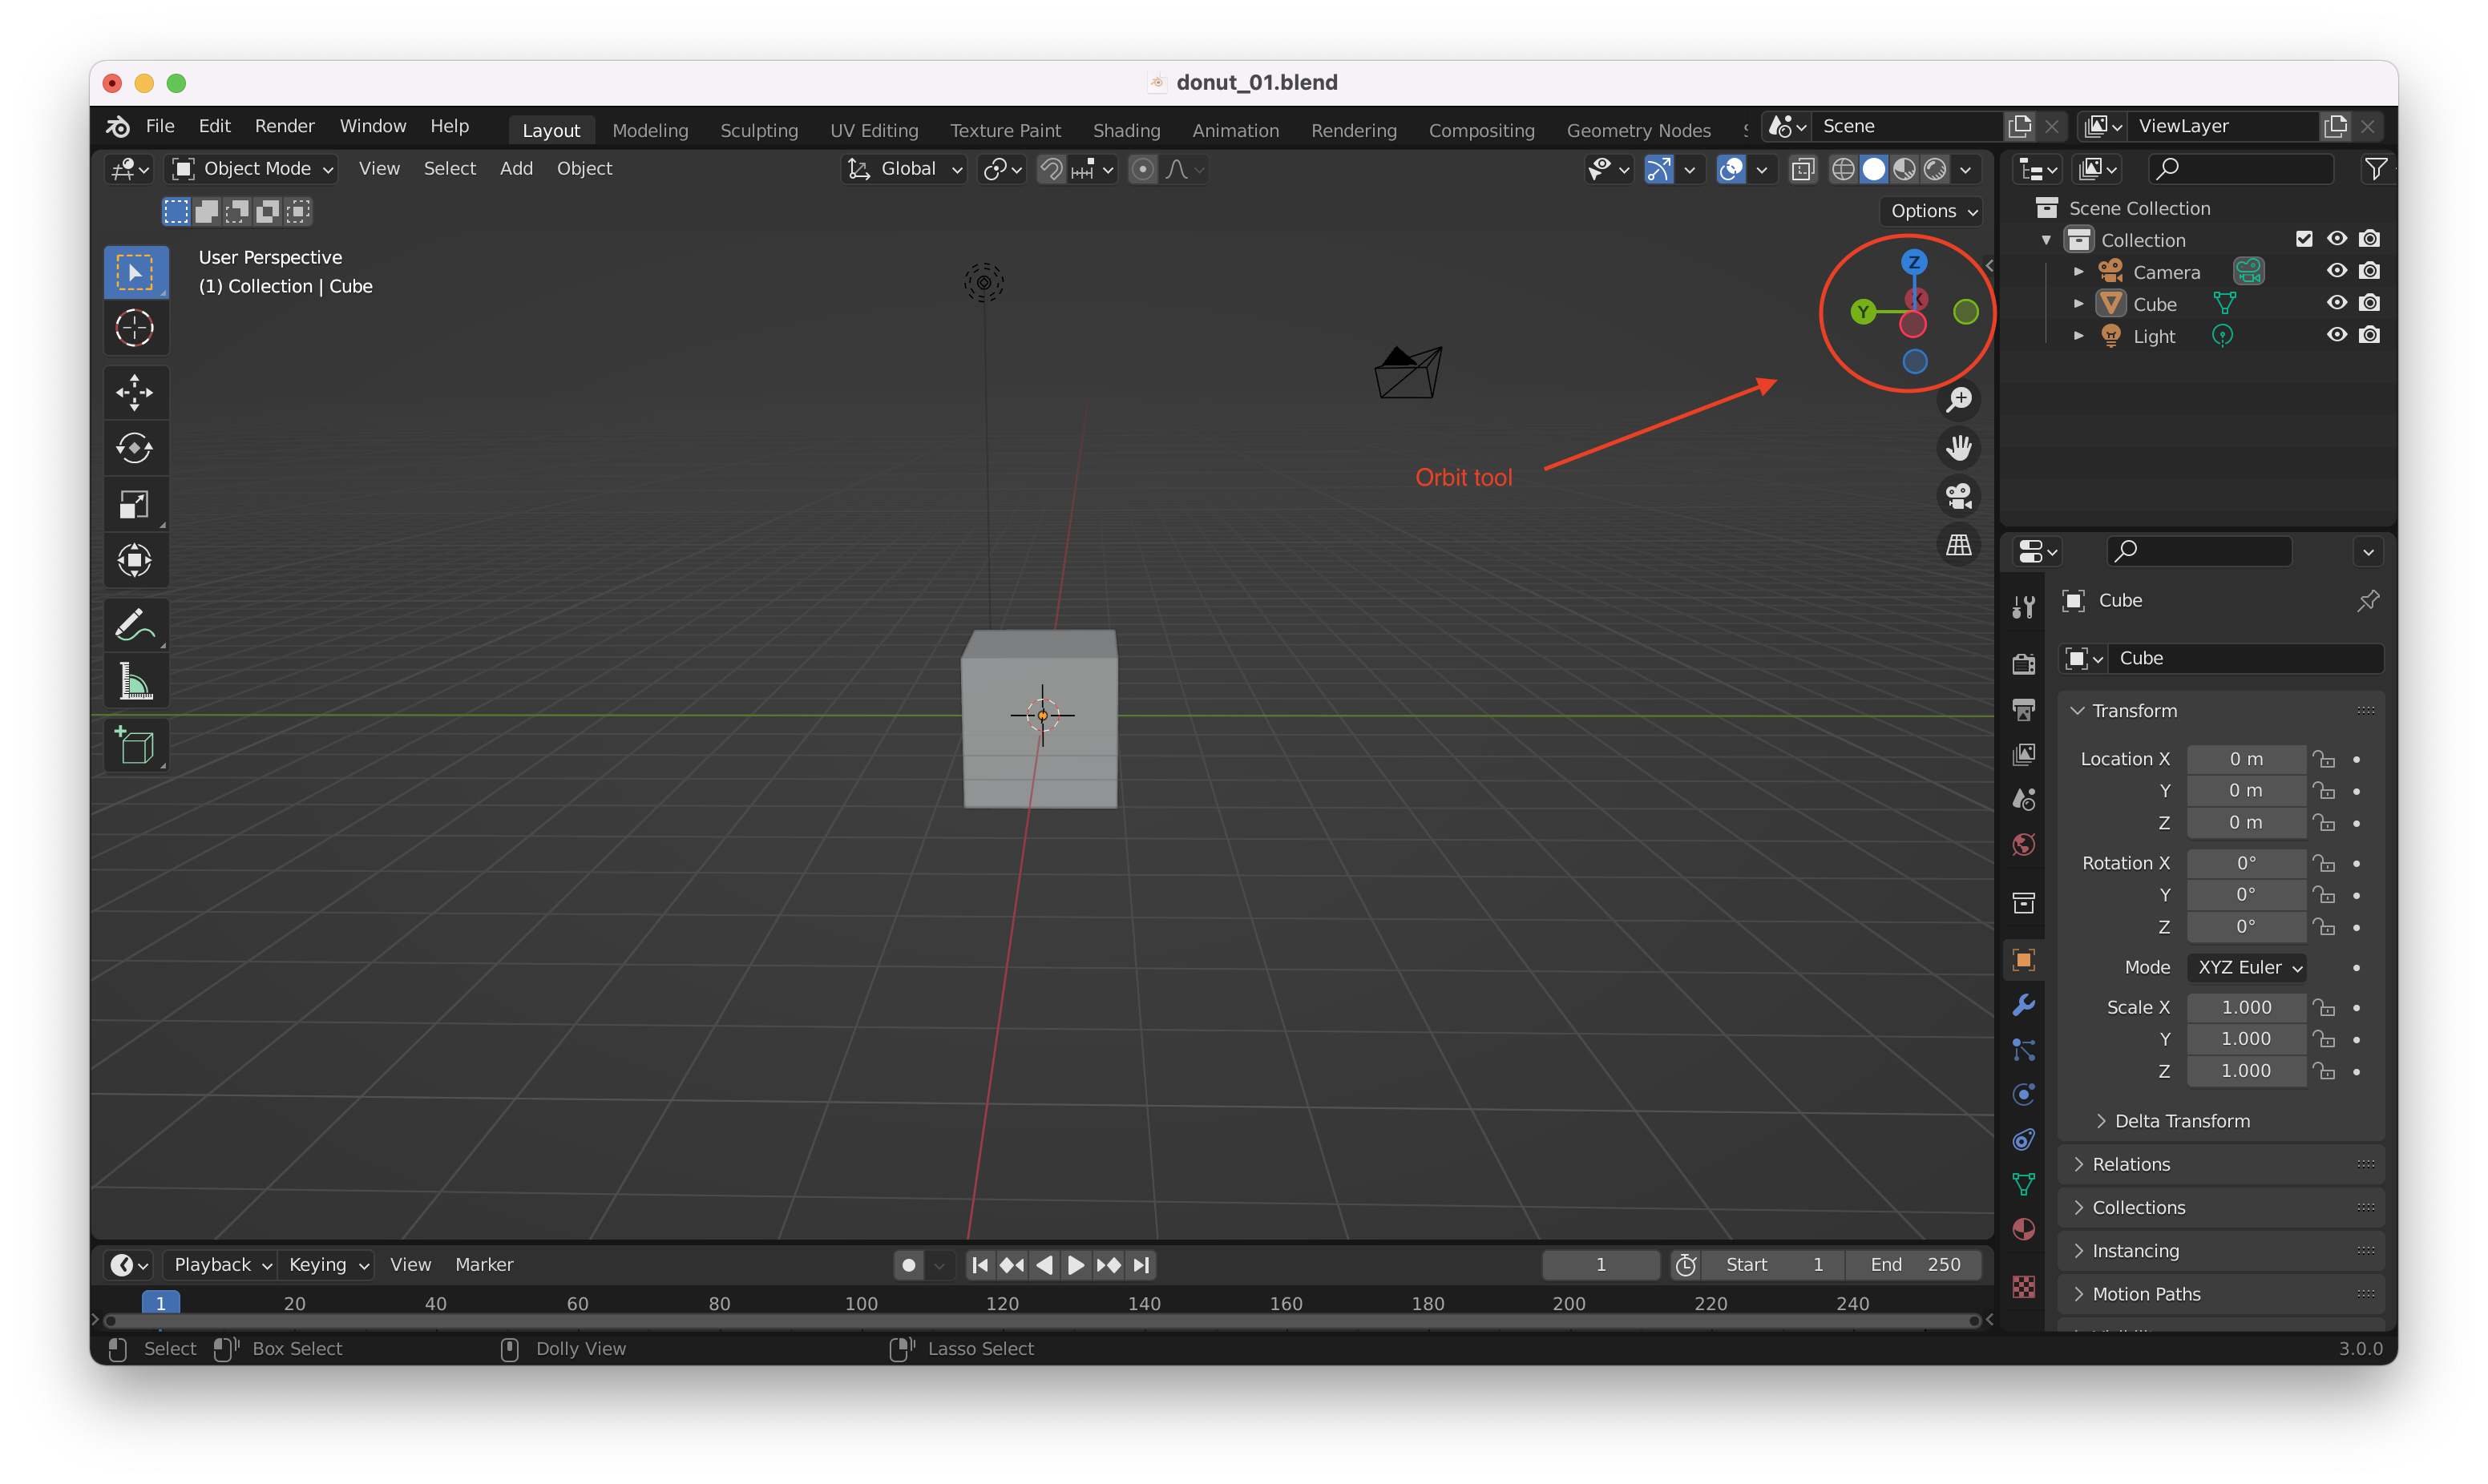 donut_01.blend
File Edit Render Window Help Layout Modeling Sculpting UV Editing Texture Paint Shading Animation Rendering Compositing Geometry Nodes Scene ViewLayer
Object Mode View Select Add Object Global
Options
User Perspective
(1) Collection | Cube
Z
X
Y
Orbit tool
Scene Collection
Collection
Camera
Cube
Light
Cube
Cube
Transform
Location X 0 m
Y 0 m
Z 0 m
Rotation X 0°
Y 0°
Z 0°
Mode XYZ Euler
Scale X 1.000
Y 1.000
Z 1.000
Delta Transform
Relations
Collections
Instancing
Motion Paths
Playback Keying View Marker 1 Start 1 End 250
1 20 40 60 80 100 120 140 160 180 200 220 240
Select Box Select Dolly View Lasso Select 3.0.0